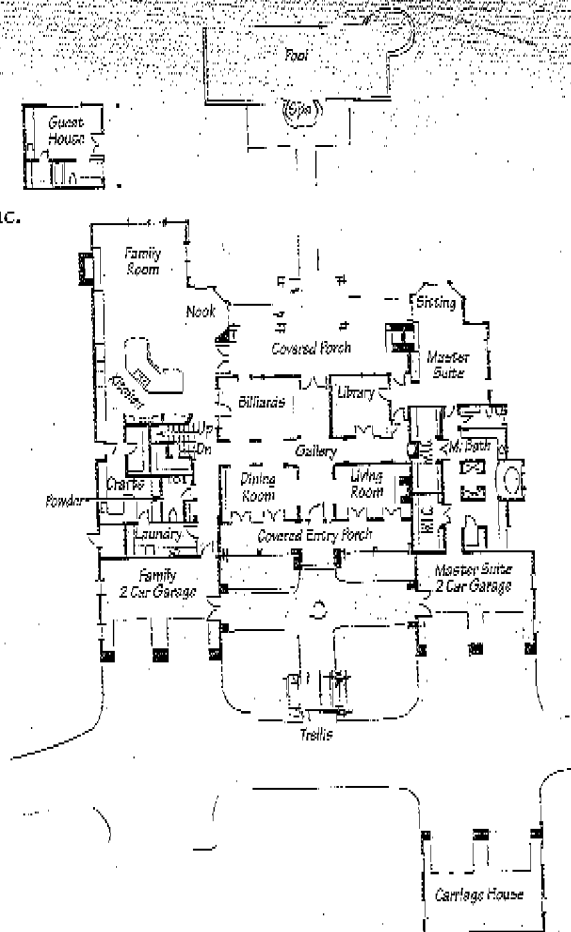 Pool
Spa
Guest
House
Family
Room
Nook
Sitting
Covered Porch
Master
Suite
Kitchen
Billiards
Library
Up
Dn
Gallery
M. Bath
Crafts
Dining
Room
Living
Room
Powder
Laundry
Covered Entry Porch
Family
2 Car Garage
Master Suite
2 Car Garage
Trellis
Carriage House